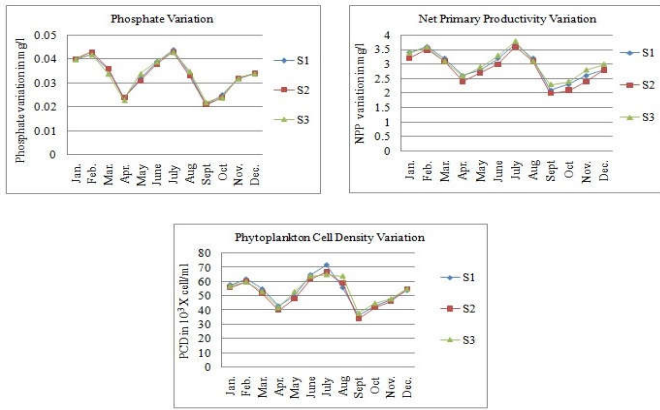 Phosphate Variation
Phosphate variation in mg/l
0.05
0.04
0.03
0.02
0.01
0
Jan.
Feb.
Mar.
Apr.
May
June
July
Aug
Sept
Oct
Nov.
Dec.
S1
S2
S3
Net Primary Productivity Variation
NPP variation in mg/l
4
3.5
3
2.5
2
1.5
1
0.5
0
Jan.
Feb.
Mar.
Apr.
May
June
July
Aug
Sept
Oct
Nov.
Dec.
S1
S2
S3
Phytoplankton Cell Density Variation
PCD in 10³ X cell/ml
80
70
60
50
40
30
20
10
0
Jan.
Feb.
Mar.
Apr.
May
June
July
Aug
Sept
Oct
Nov.
Dec.
S1
S2
S3